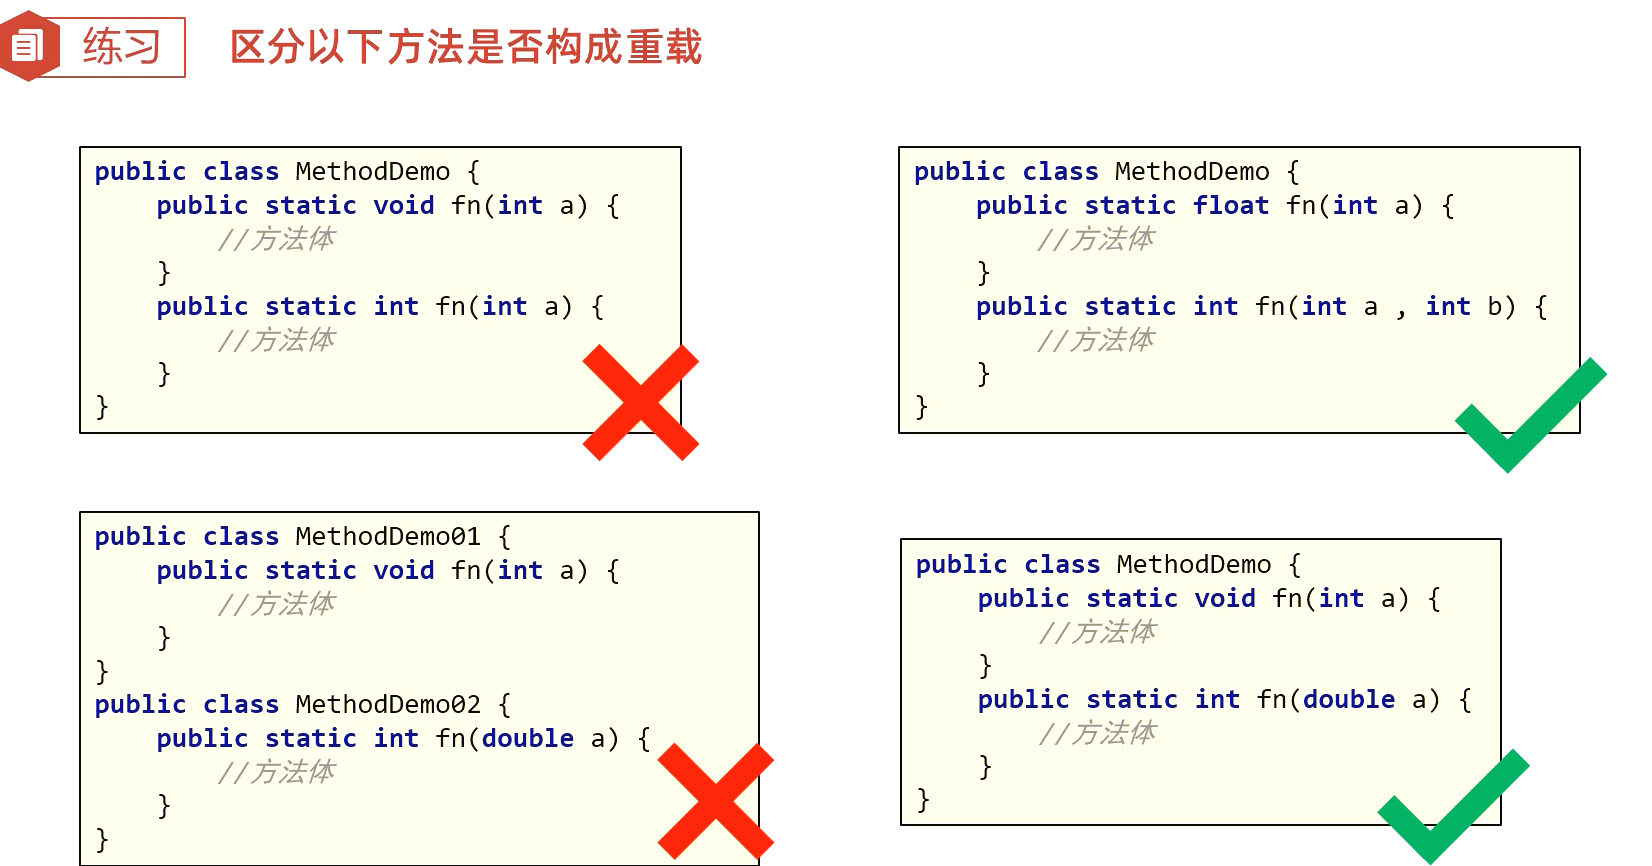 练习
区分以下方法是否构成重载
public class MethodDemo {
    public static void fn(int a) {
        //方法体
    }
    public static int fn(int a) {
        //方法体
    }
}
public class MethodDemo {
    public static float fn(int a) {
        //方法体
    }
    public static int fn(int a , int b) {
        //方法体
    }
}
public class MethodDemo01 {
    public static void fn(int a) {
        //方法体
    }
}
public class MethodDemo02 {
    public static int fn(double a) {
        //方法体
    }
}
public class MethodDemo {
    public static void fn(int a) {
        //方法体
    }
    public static int fn(double a) {
        //方法体
    }
}